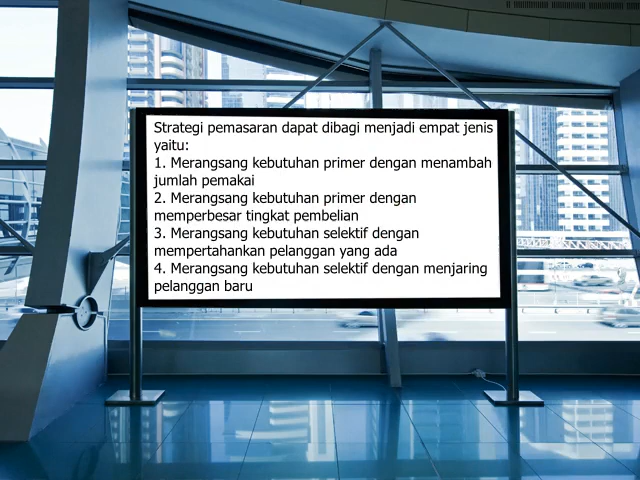 Strategi pemasaran dapat dibagi menjadi empat jenis
yaitu:
1. Merangsang kebutuhan primer dengan menambah
jumlah pemakai
2. Merangsang kebutuhan primer dengan
memperbesar tingkat pembelian
3. Merangsang kebutuhan selektif dengan
mempertahankan pelanggan yang ada
4. Merangsang kebutuhan selektif dengan menjaring
pelanggan baru